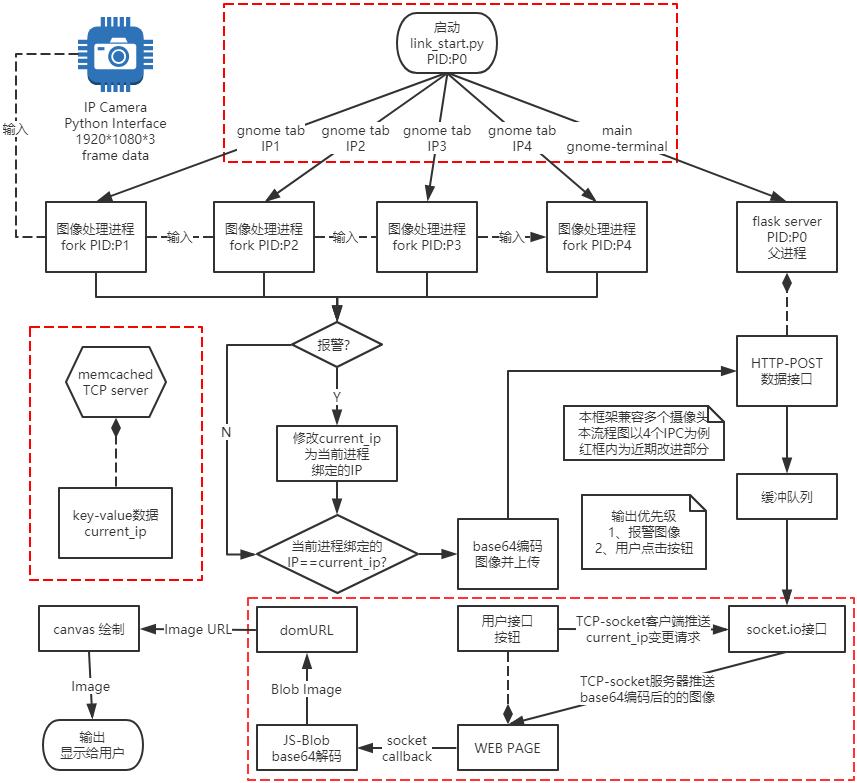 启动
link_start.py
PID:P0
IP Camera
Python Interface
1920*1080*3
frame data
输入
gnome tab
IP1
gnome tab
IP2
gnome tab
IP3
gnome tab
IP4
main
gnome-terminal
图像处理进程
fork PID:P1
输入
图像处理进程
fork PID:P2
输入
图像处理进程
fork PID:P3
输入
图像处理进程
fork PID:P4
flask server
PID:P0
父进程
报警?
Y
N
memcached
TCP server
key-value数据
current_ip
修改current_ip
为当前进程
绑定的IP
当前进程绑定的
IP==current_ip?
base64编码
图像并上传
HTTP-POST
数据接口
本框架兼容多个摄像头
本流程图以4个IPC为例
红框内为近期改进部分
输出优先级
1、报警图像
2、用户点击按钮
缓冲队列
canvas 绘制
Image URL
domURL
用户接口
按钮
TCP-socket客户端推送
current_ip变更请求
socket.io接口
TCP-socket服务器推送
base64编码后的的图像
Image
Blob Image
输出
显示给用户
JS-Blob
base64解码
socket
callback
WEB PAGE